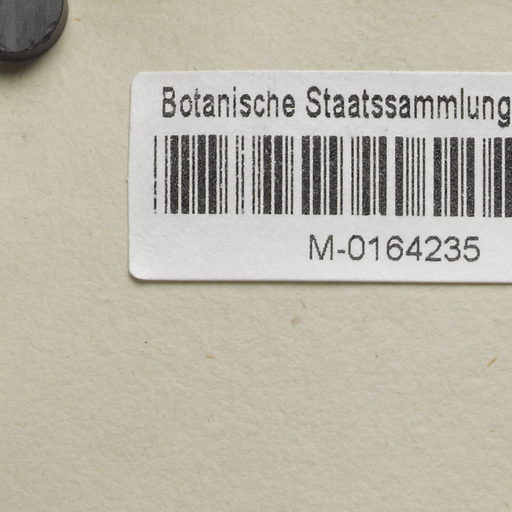 Botanische Staatssammlung
M-0164235